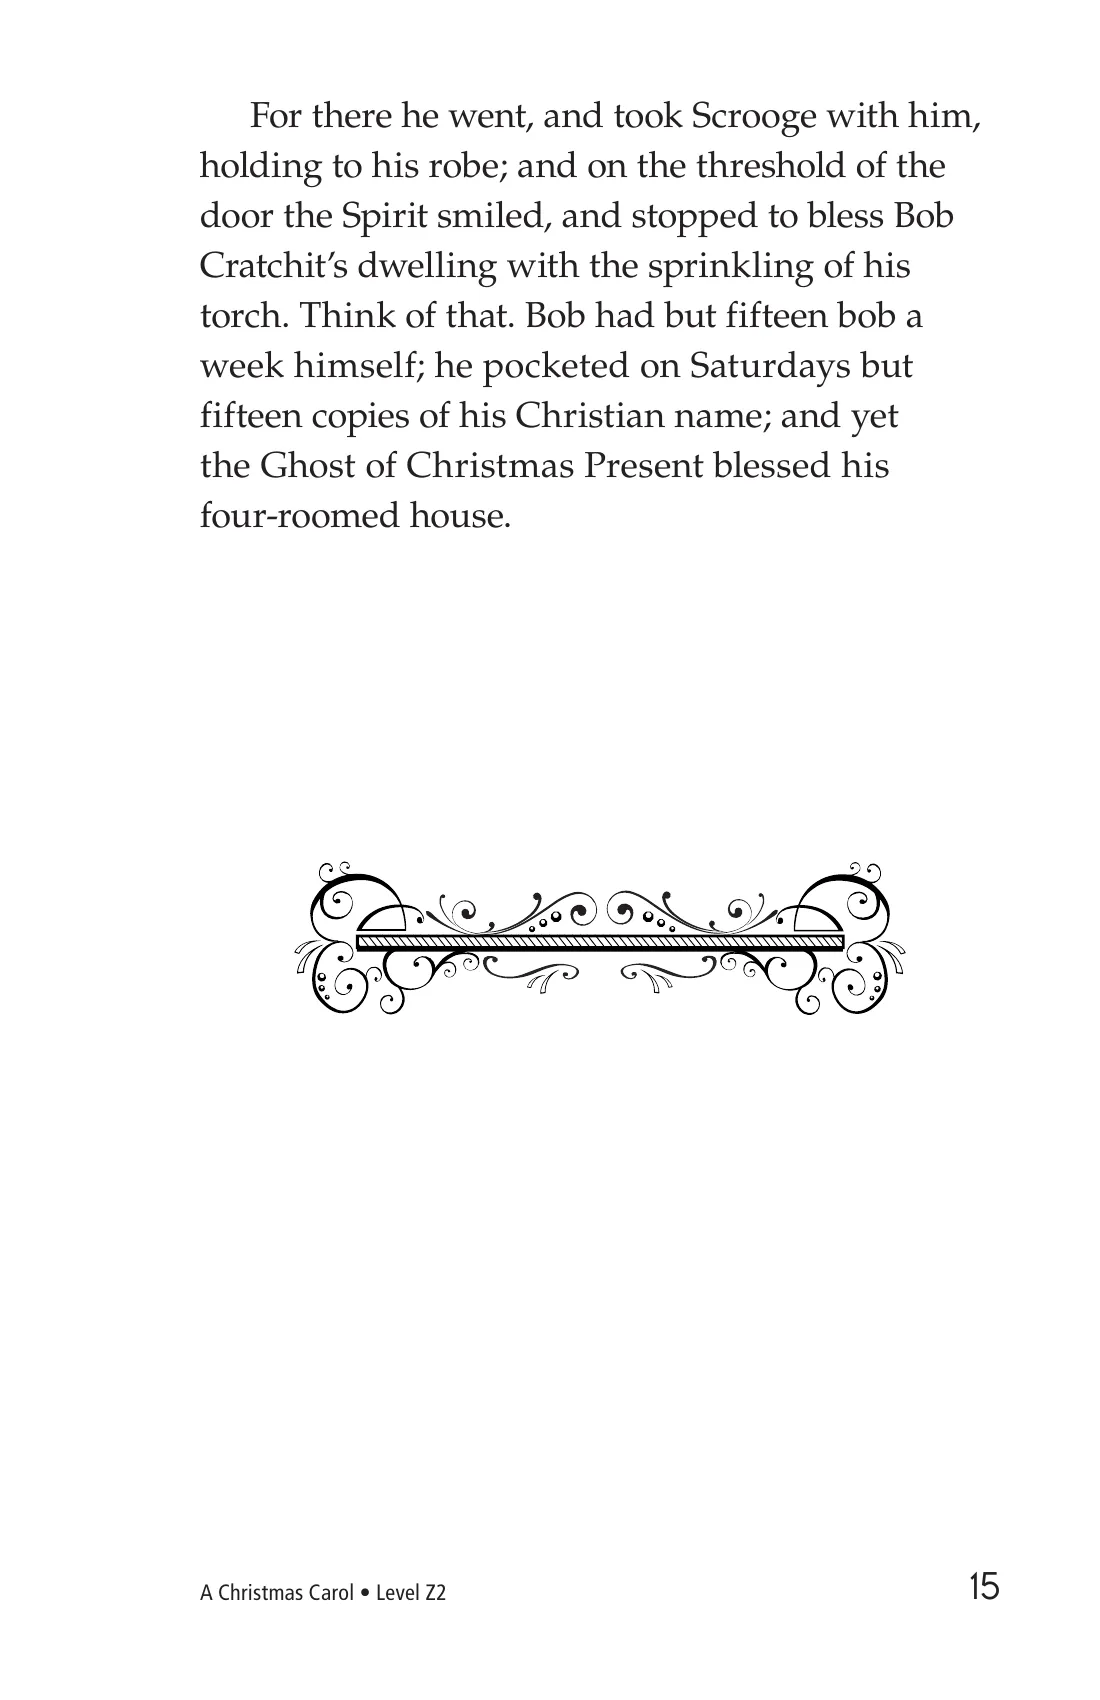 For there he went, and took Scrooge with him,
holding to his robe; and on the threshold of the
door the Spirit smiled, and stopped to bless Bob
Cratchit’s dwelling with the sprinkling of his
torch. Think of that. Bob had but fifteen bob a
week himself; he pocketed on Saturdays but
fifteen copies of his Christian name; and yet
the Ghost of Christmas Present blessed his
four-roomed house.
A Christmas Carol • Level Z2
15